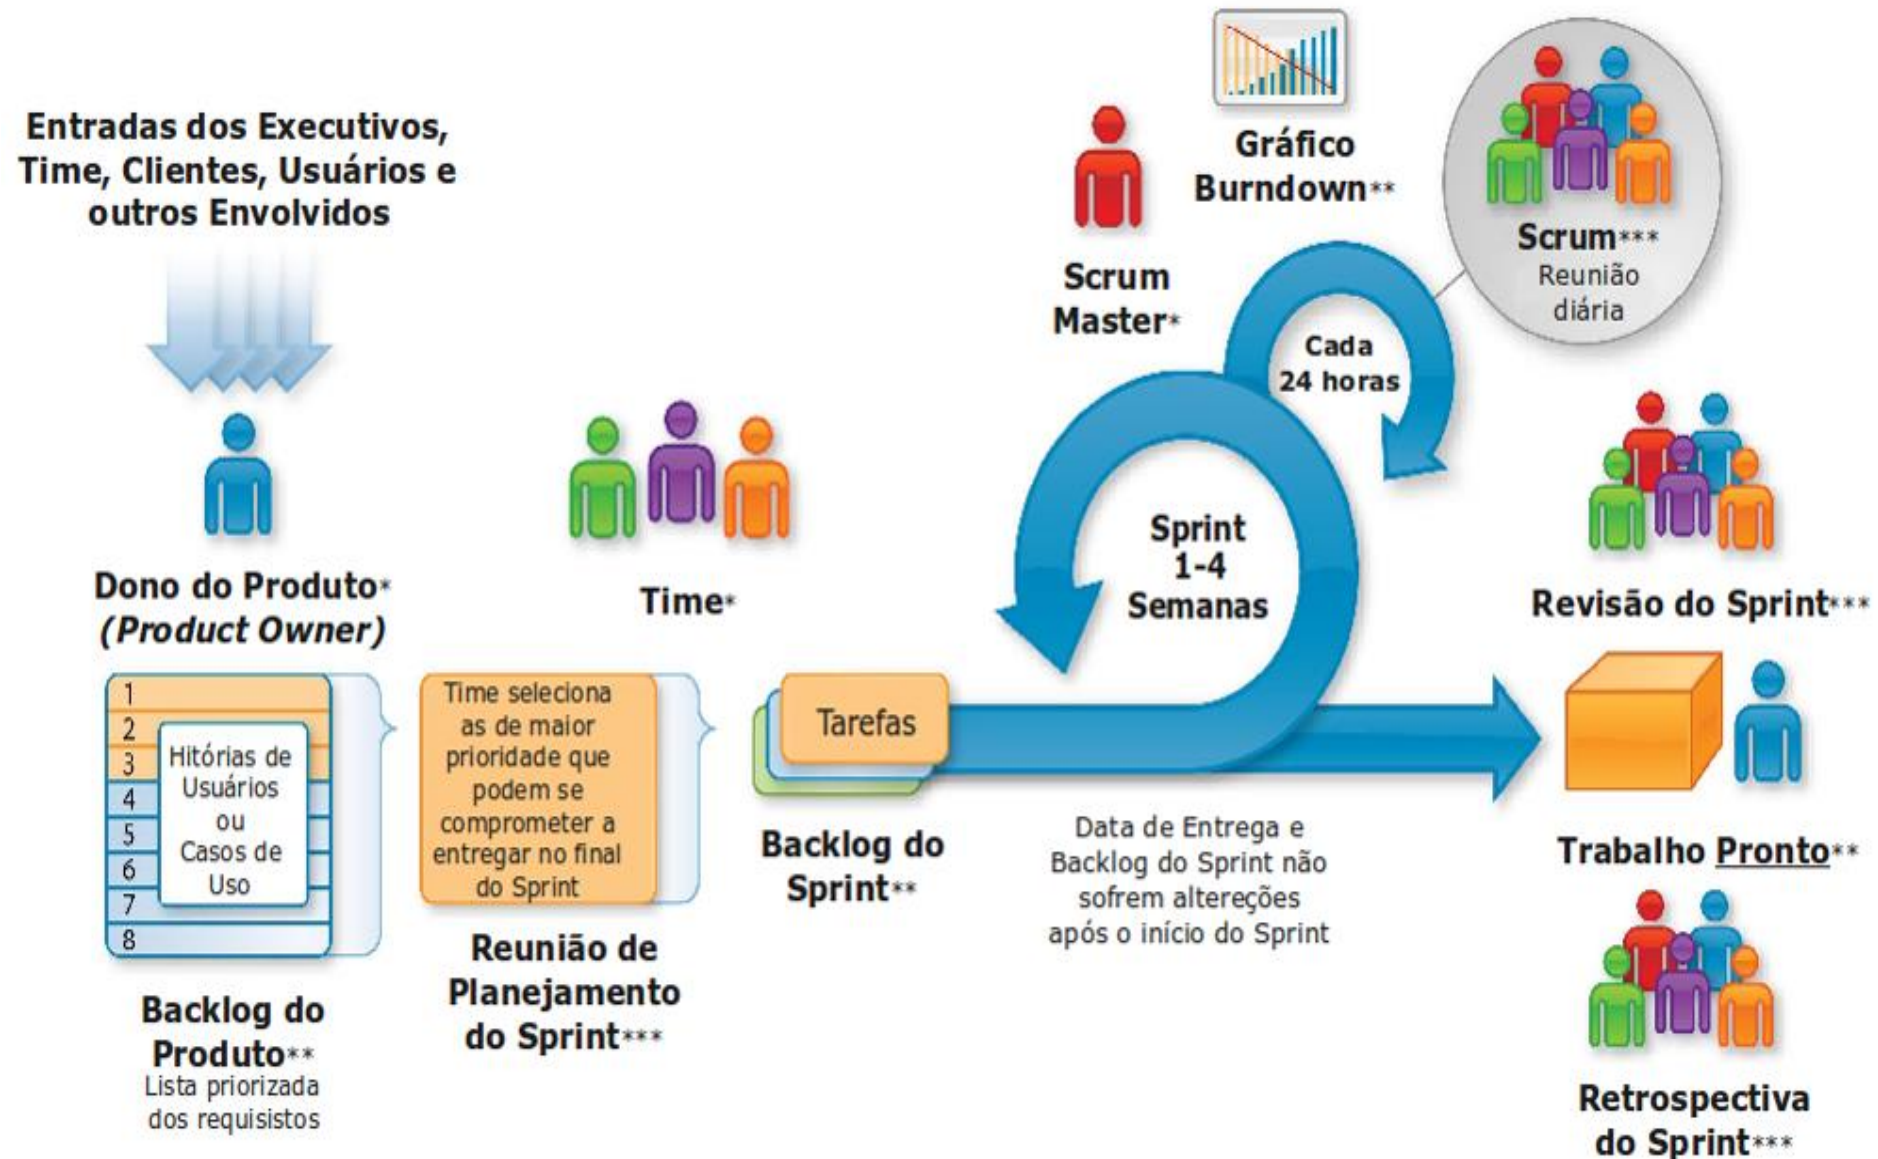 Entradas dos Executivos,
Time, Clientes, Usuários e
outros Envolvidos
Dono do Produto*
(Product Owner)
1
2
3
4
5
6
7
8
Hitórias de
Usuários
ou
Casos de
Uso
Backlog do
Produto**
Lista priorizada
dos requisistos
Time*
Time seleciona
as de maior
prioridade que
podem se
comprometer a
entregar no final
do Sprint
Reunião de
Planejamento
do Sprint***
Tarefas
Backlog do
Sprint**
Scrum
Master*
Gráfico
Burndown**
Scrum***
Reunião
diária
Cada
24 horas
Sprint
1-4
Semanas
Data de Entrega e
Backlog do Sprint não
sofrem altereções
após o início do Sprint
Revisão do Sprint***
Trabalho Pronto**
Retrospectiva
do Sprint***